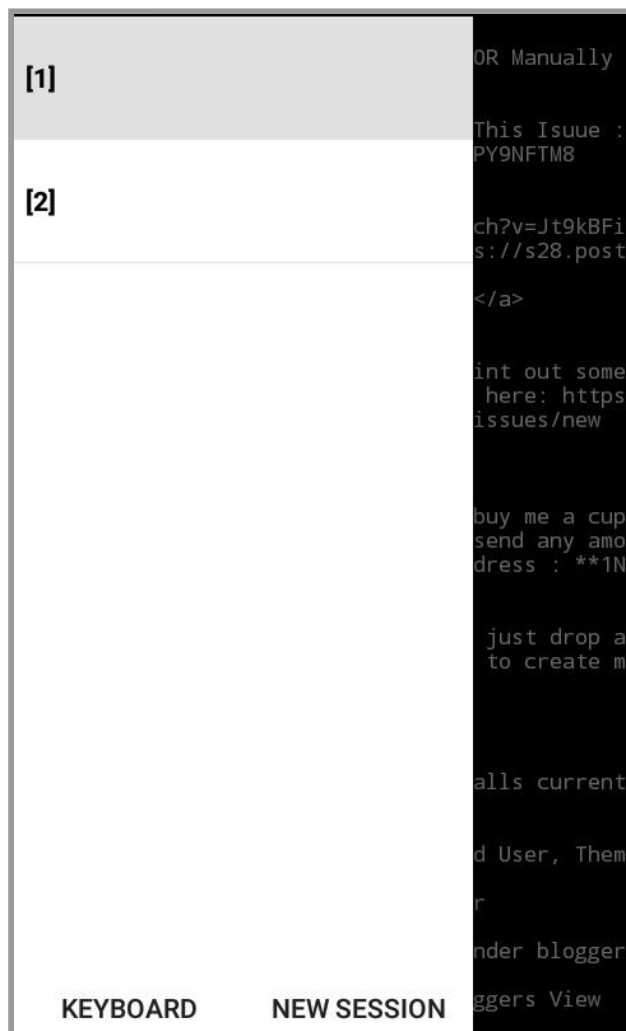 [1]
[2]
KEYBOARD NEW SESSION
OR Manually
This Isuue :
PY9NFTM8
ch?v=Jt9kBFi
s://s28.post
</a>
int out some
here: https
issues/new
buy me a cup
send any amo
dress : **1N
just drop a
to create m
alls current
d User, Them
r
nder blogger
ggers View